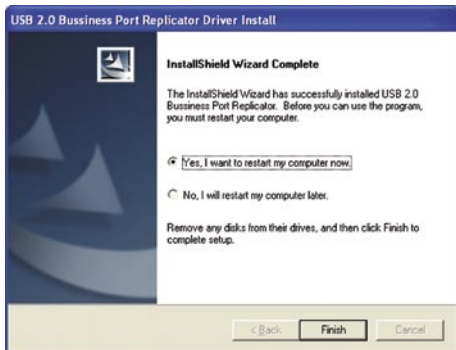 USB 2.0 Bussiness Port Replicator Driver Install
InstallShield Wizard Complete
The InstallShield Wizard has successfully installed USB 2.0
Bussiness Port Replicator. Before you can use the program,
you must restart your computer.
Yes, I want to restart my computer now.
No, I will restart my computer later.
Remove any disks from their drives, and then click Finish to
complete setup.
< Back Finish Cancel